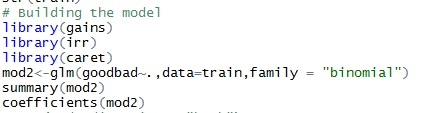 # Building the model
library(gains)
library(irr)
library(caret)
mod2<-glm(goodbad~.,data=train,family = "binomial")
summary(mod2)
coefficients(mod2)